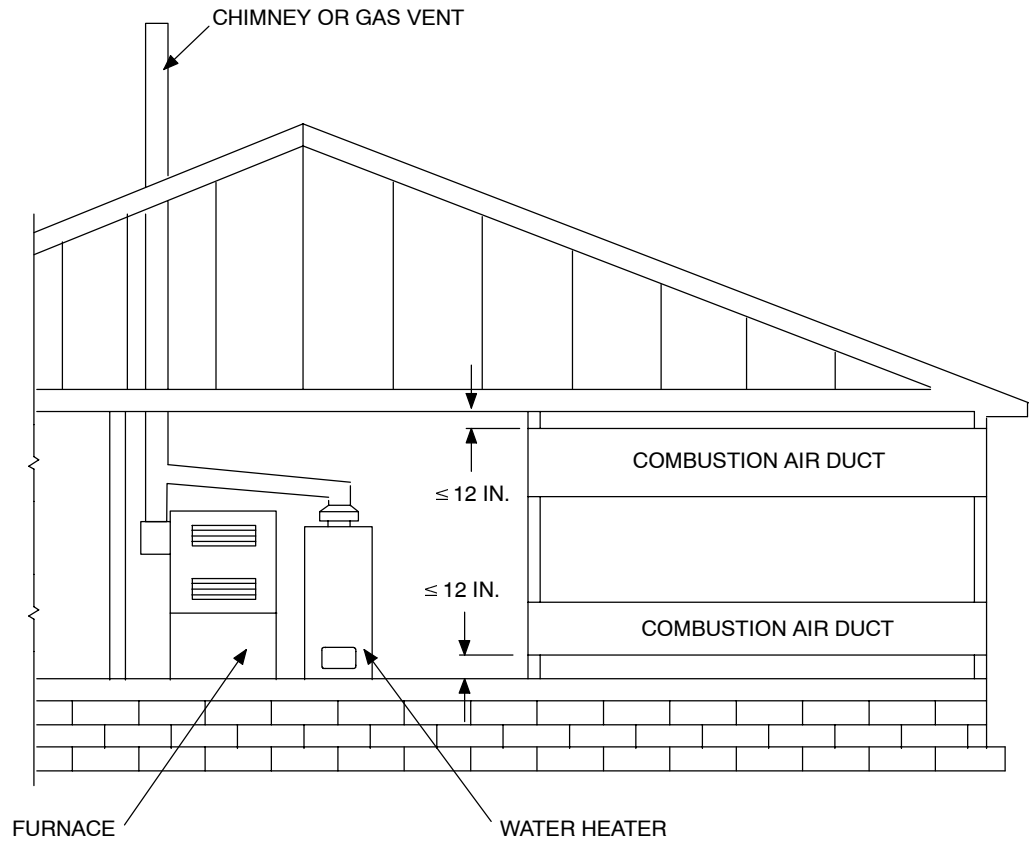 CHIMNEY OR GAS VENT
COMBUSTION AIR DUCT
≤ 12 IN.
≤ 12 IN.
COMBUSTION AIR DUCT
FURNACE
WATER HEATER